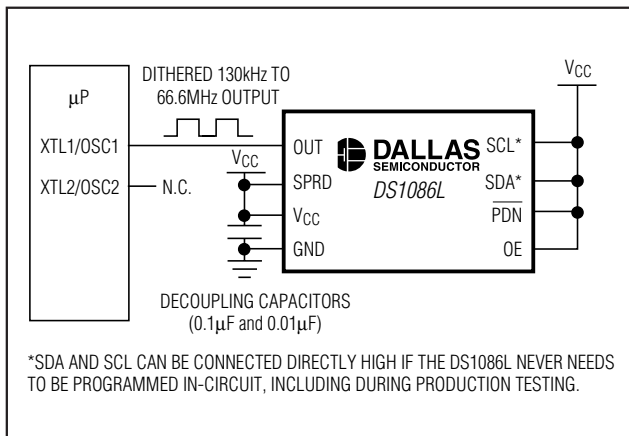 DITHERED 130kHz TO
66.6MHz OUTPUT
VCC
μP
XTL1/OSC1
XTL2/OSC2
N.C.
VCC
OUT
SPRD
VCC
GND
DALLAS
SEMICONDUCTOR
DS1086L
SCL*
SDA*
PDN
OE
DECOUPLING CAPACITORS
(0.1μF and 0.01μF)
*SDA AND SCL CAN BE CONNECTED DIRECTLY HIGH IF THE DS1086L NEVER NEEDS
TO BE PROGRAMMED IN-CIRCUIT, INCLUDING DURING PRODUCTION TESTING.